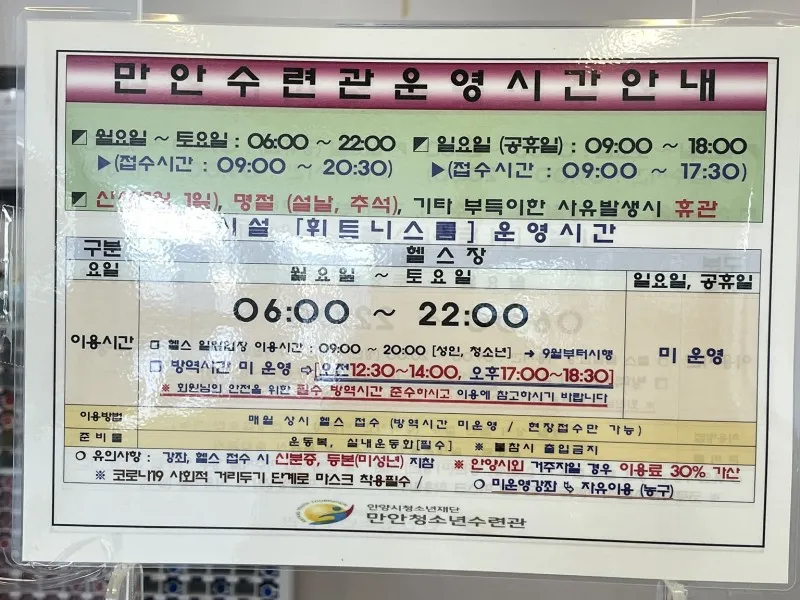 만안수련관운영시간안내
월요일 ~ 토요일 : 06:00 ~ 22:00 일요일 (공휴일) : 09:00 ~ 18:00
▶(접수시간 : 09:00 ~ 20:30) ▶(접수시간 : 09:00 ~ 17:30)
1일), 명절 (설날, 추석), 기타 부득이한 사유발생시 휴관
시설 [휘트니스룸] 운영시간
구분 헬스장
요일 월요일 ~ 토요일 일요일, 공휴일
06:00 ~ 22:00
이용시간 미 운영
□ 헬스 일일입장 이용시간 : 09:00 ~ 20:00 [성인, 청소년] → 9월부터시행
□ 방역시간 미 운영 ⇨[오전12:30~14:00, 오후17:00~18:30]
※ 회원님의 안전을 위한 필수 방역시간 준수하시고 이용에 참고하시기 바랍니다
이용방법 매월 상시 헬스 접수 (방역시간 미운영 / 현장접수만 가능)
준비물 운동복, 실내운동화[필수] ※ 불참시 출입금지
○ 유의사항 : 강좌, 헬스 접수 시 신분증, 등본(미성년) 지참 ※ 안양시외 거주자일 경우 이용료 30% 가산
※ 코로나19 사회적 거리두기 단계로 마스크 착용필수 / ○ 미운영강좌 ↳ 자유이용 (농구)
안양시청소년재단
만안청소년수련관